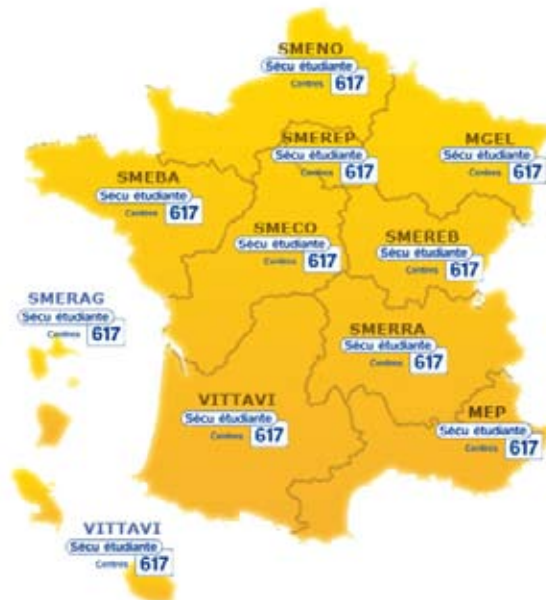 SMENO
Sécu étudiante
Centres 617
SMEREP
Sécu étudiante
Centres 617
MGEL
Sécu étudiante
Centres 617
SMEBA
Sécu étudiante
Centres 617
SMECO
Sécu étudiante
Centres 617
SMEREB
Sécu étudiante
Centres 617
SMERAG
Sécu étudiante
Centres 617
SMERRA
Sécu étudiante
Centres 617
VITTAVI
Sécu étudiante
Centres 617
MEP
Sécu étudiante
Centres 617
VITTAVI
Sécu étudiante
Centres 617